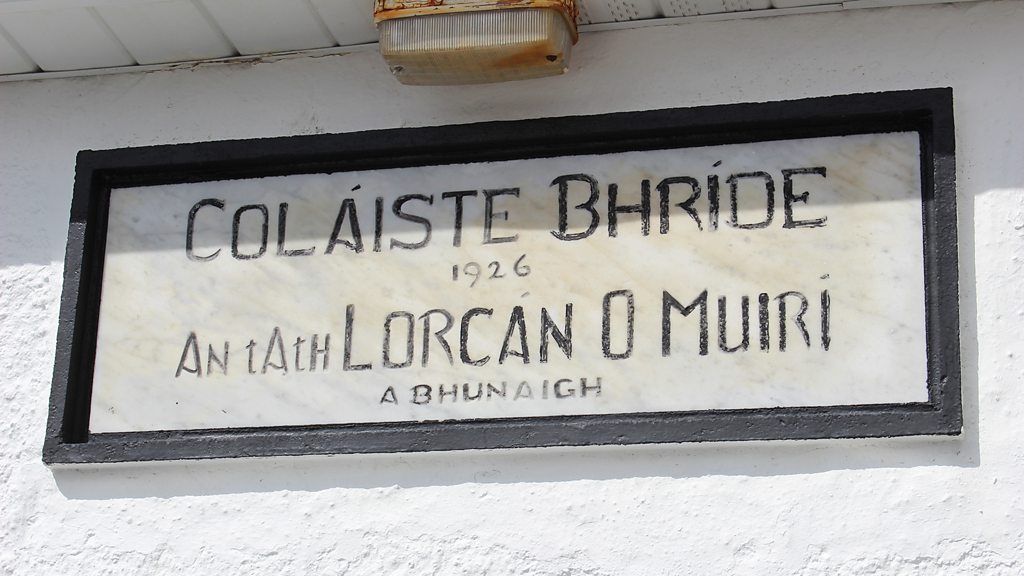 COLÁISTE BHRÍDE
1926
AN tAtH LORCÁN O MUIRÍ
A BHUNAIGH